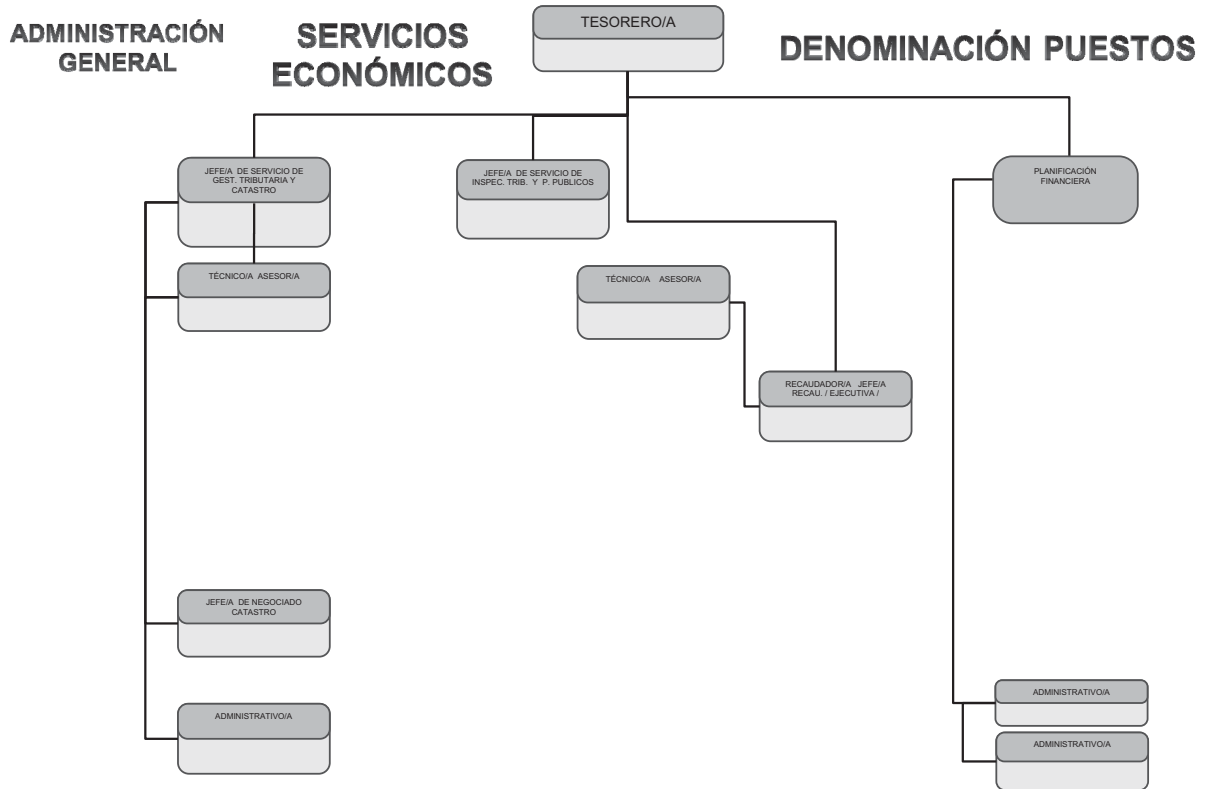 ADMINISTRACIÓN
GENERAL
SERVICIOS
ECONÓMICOS
TESORERO/A
DENOMINACIÓN PUESTOS
JEFE/A DE SERVICIO DE
GEST. TRIBUTARIA Y
CATASTRO
JEFE/A DE SERVICIO DE
INSPEC. TRIB. Y P. PUBLICOS
PLANIFICACIÓN
FINANCIERA
TÉCNICO/A ASESOR/A
TÉCNICO/A ASESOR/A
RECAUDADOR/A JEFE/A
RECAU. / EJECUTIVA /
JEFE/A DE NEGOCIADO
CATASTRO
ADMINISTRATIVO/A
ADMINISTRATIVO/A
ADMINISTRATIVO/A